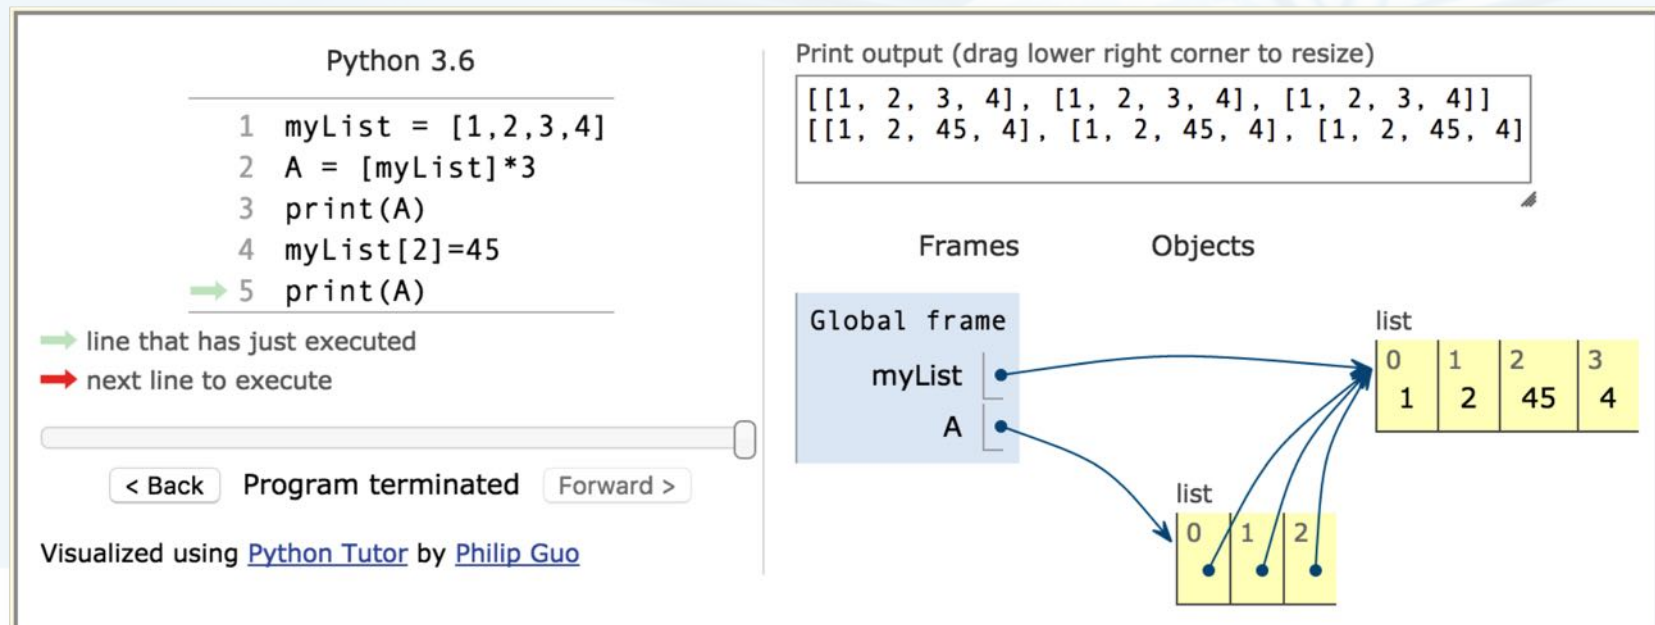 Python 3.6
1 myList = [1,2,3,4]
2 A = [myList]*3
3 print(A)
4 myList[2]=45
5 print(A)
line that has just executed
next line to execute
< Back Program terminated Forward >
Visualized using Python Tutor by Philip Guo
Print output (drag lower right corner to resize)
[[1, 2, 3, 4], [1, 2, 3, 4], [1, 2, 3, 4]]
[[1, 2, 45, 4], [1, 2, 45, 4], [1, 2, 45, 4]
Frames Objects
Global frame
myList
A
list
0 1 2 3
1 2 45 4
list
0 1 2